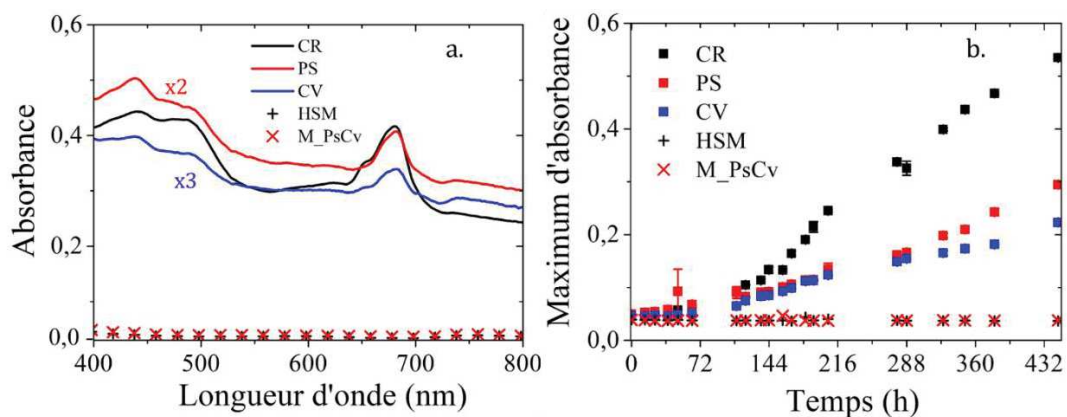 Absorbance
0,6
0,4
0,2
0,0
400
500
600
700
800
Longueur d'onde (nm)
CR
PS
CV
HSM
M_PsCv
a.
x2
x3
Maximum d'absorbance
0,6
0,4
0,2
0,0
0
72
144
216
288
360
432
Temps (h)
CR
PS
CV
HSM
M_PsCv
b.